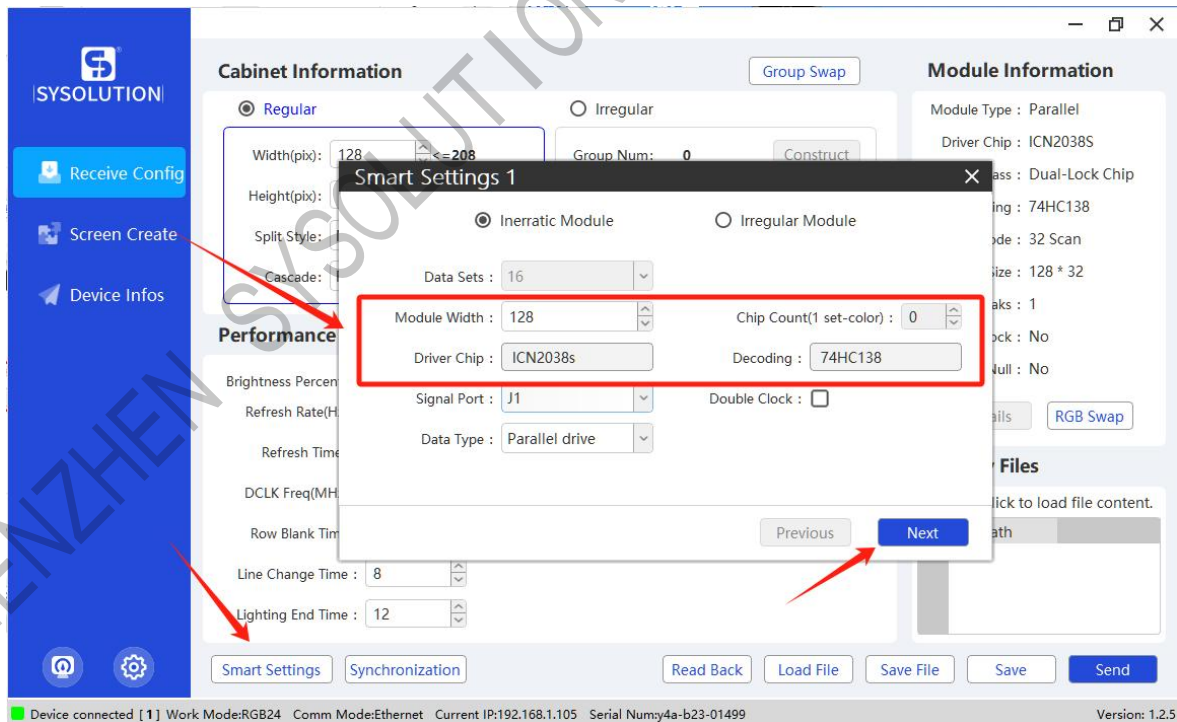 SYSOLUTION
Receive Config
Screen Create
Device Infos
Cabinet Information
Group Swap
Regular
Irregular
Width(pix): 128 <=208
Group Num: 0 Construct
Height(pix):
Split Style:
Cascade:
Smart Settings 1
Inerratic Module
Irregular Module
Data Sets : 16
Module Width : 128
Chip Count(1 set-color) : 0
Driver Chip : ICN2038s
Decoding : 74HC138
Signal Port : J1
Double Clock :
Data Type : Parallel drive
Previous
Next
Performance
Brightness Percen
Refresh Rate(H
Refresh Time
DCLK Freq(MH
Row Blank Tim
Line Change Time : 8
Lighting End Time : 12
Module Information
Module Type : Parallel
Driver Chip : ICN2038S
ass : Dual-Lock Chip
ing : 74HC138
ode : 32 Scan
Size : 128 * 32
aks : 1
ock : No
Null : No
ails
RGB Swap
Files
lick to load file content.
ath
Smart Settings
Synchronization
Read Back
Load File
Save File
Save
Send
Device connected [ 1 ] Work Mode:RGB24 Comm Mode:Ethernet Current IP:192.168.1.105 Serial Num:y4a-b23-01499
Version: 1.2.5
ENZHEN SYSOLUTION